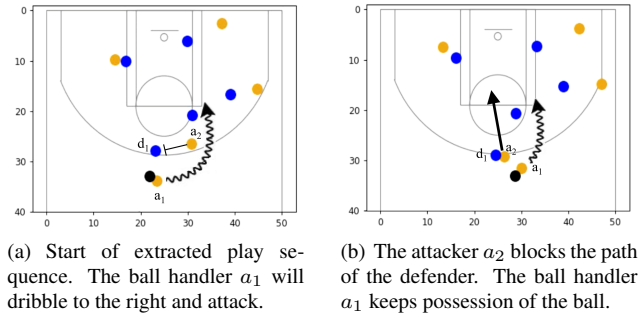 0
10
20
30
40
0 10 20 30 40 50
d1
a2
a1
0
10
20
30
40
0 10 20 30 40 50
d1
a2
a1
(a) Start of extracted play se-
quence. The ball handler a1 will
dribble to the right and attack.
(b) The attacker a2 blocks the path
of the defender. The ball handler
a1 keeps possession of the ball.